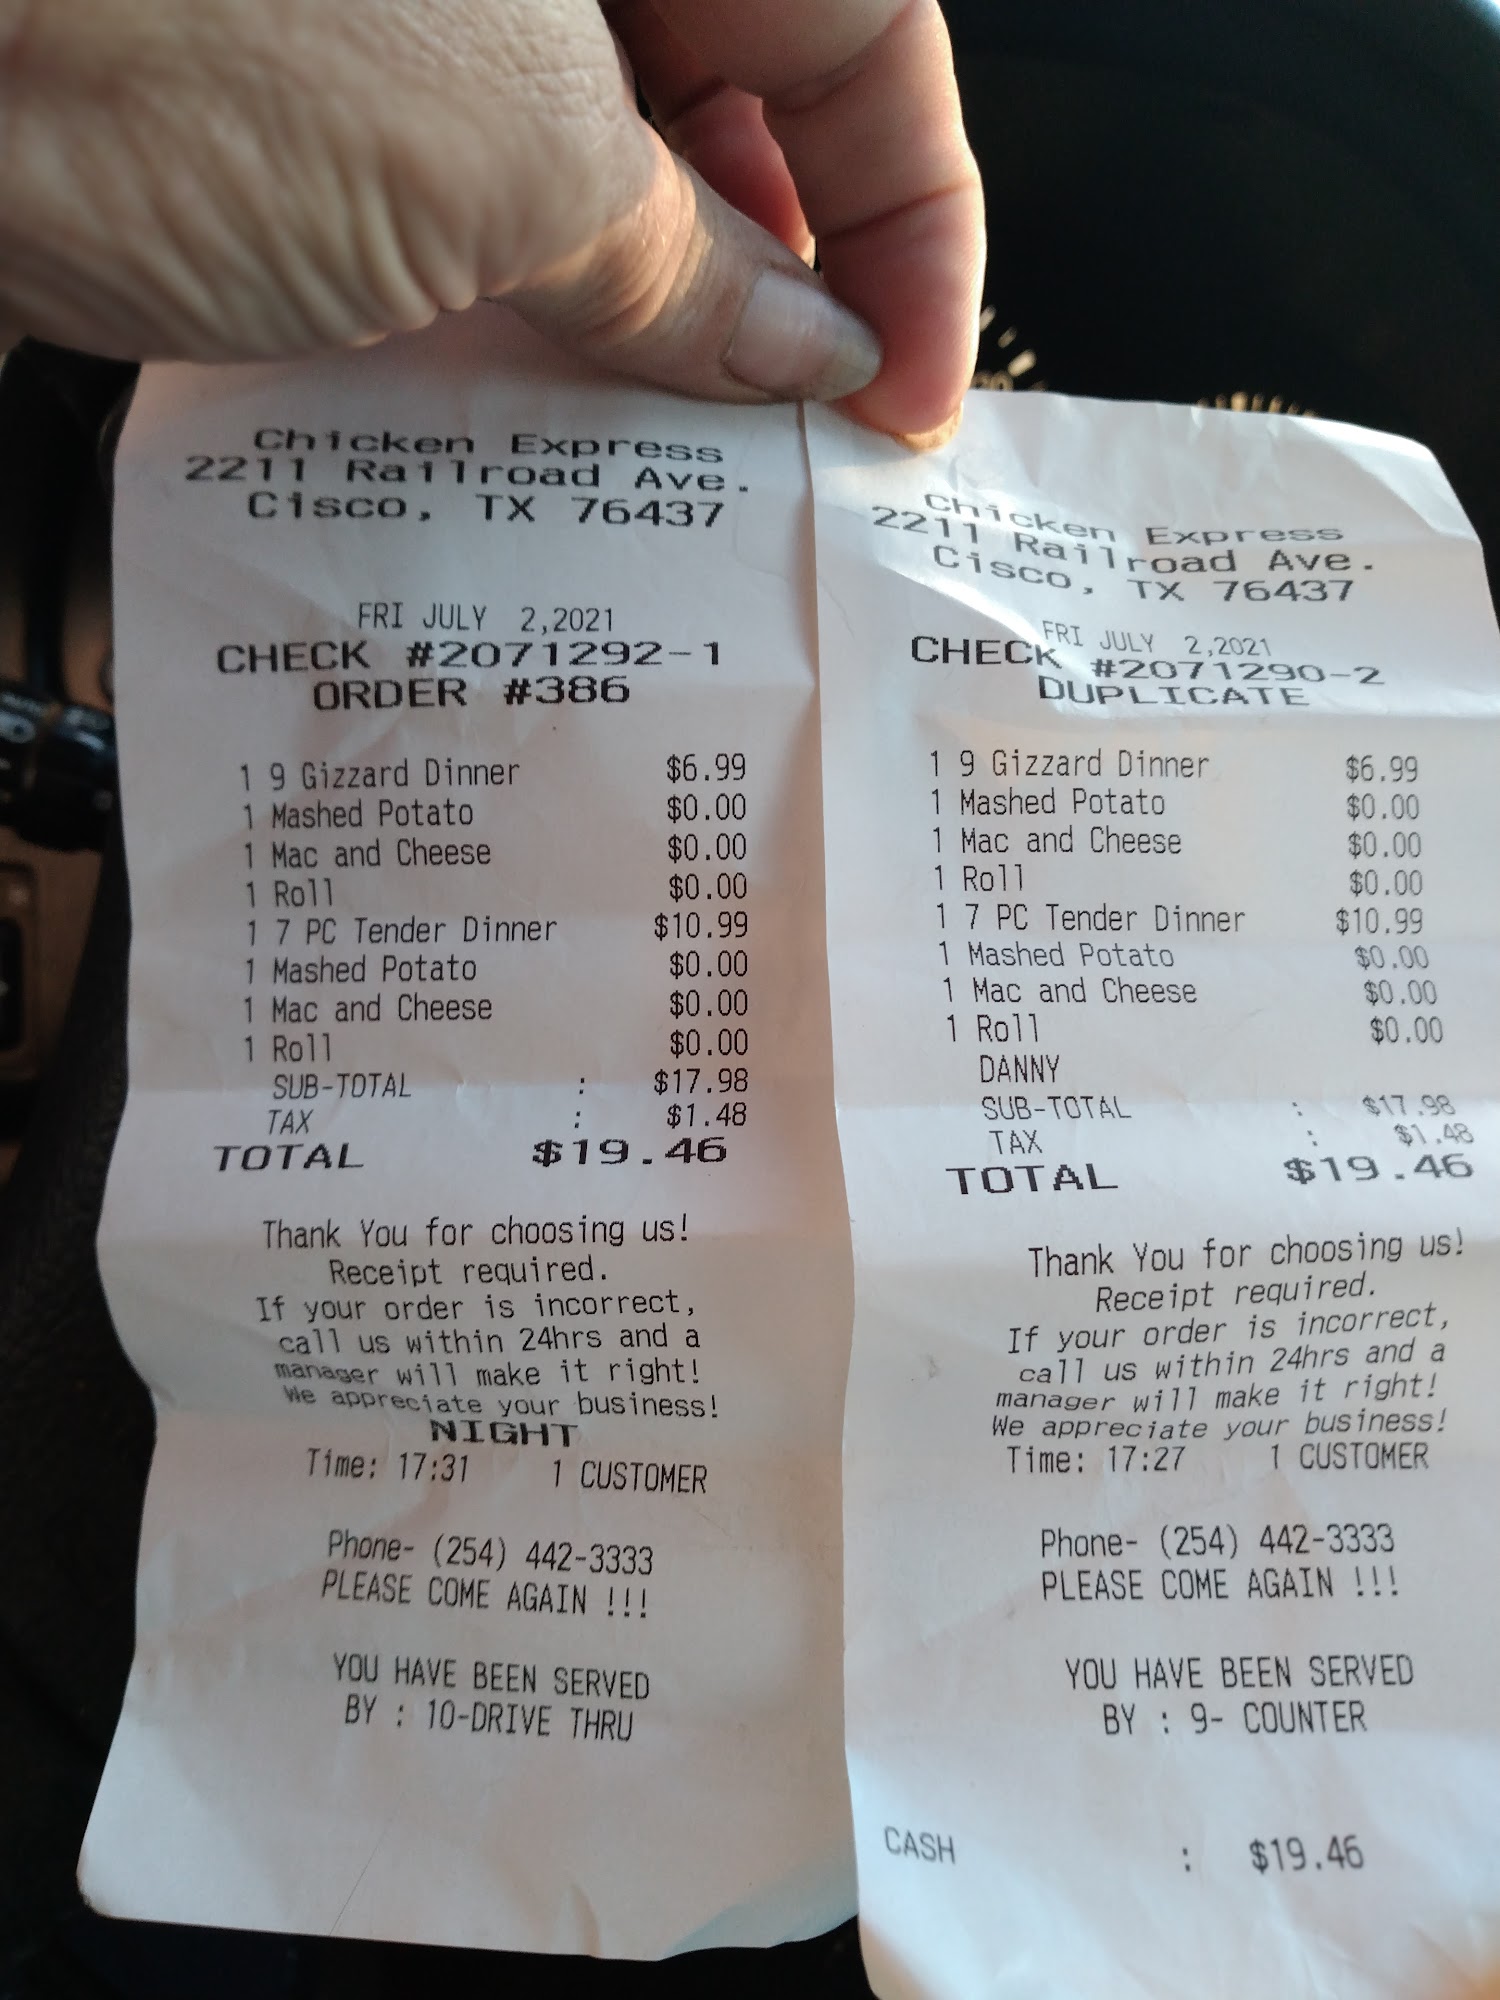 Chicken Express
2211 Railroad Ave.
Cisco, TX 76437
FRI JULY 2,2021
CHECK #2071292-1
ORDER #386
1 9 Gizzard Dinner $6.99
1 Mashed Potato $0.00
1 Mac and Cheese $0.00
1 Roll $0.00
1 7 PC Tender Dinner $10.99
1 Mashed Potato $0.00
1 Mac and Cheese $0.00
1 Roll $0.00
SUB-TOTAL : $17.98
TAX : $1.48
TOTAL $19.46
Thank You for choosing us!
Receipt required.
If your order is incorrect,
call us within 24hrs and a
manager will make it right!
We appreciate your business!
NIGHT
Time: 17:31 1 CUSTOMER
Phone- (254) 442-3333
PLEASE COME AGAIN !!!
YOU HAVE BEEN SERVED
BY : 10-DRIVE THRU
Chicken Express
2211 Railroad Ave.
Cisco, TX 76437
FRI JULY 2,2021
CHECK #2071290-2
DUPLICATE
1 9 Gizzard Dinner $6.99
1 Mashed Potato $0.00
1 Mac and Cheese $0.00
1 Roll $0.00
1 7 PC Tender Dinner $10.99
1 Mashed Potato $0.00
1 Mac and Cheese $0.00
1 Roll $0.00
DANNY
SUB-TOTAL : $17.98
TAX : $1.48
TOTAL $19.46
Thank You for choosing us!
Receipt required.
If your order is incorrect,
call us within 24hrs and a
manager will make it right!
We appreciate your business!
Time: 17:27 1 CUSTOMER
Phone- (254) 442-3333
PLEASE COME AGAIN !!!
YOU HAVE BEEN SERVED
BY : 9- COUNTER
CASH : $19.46